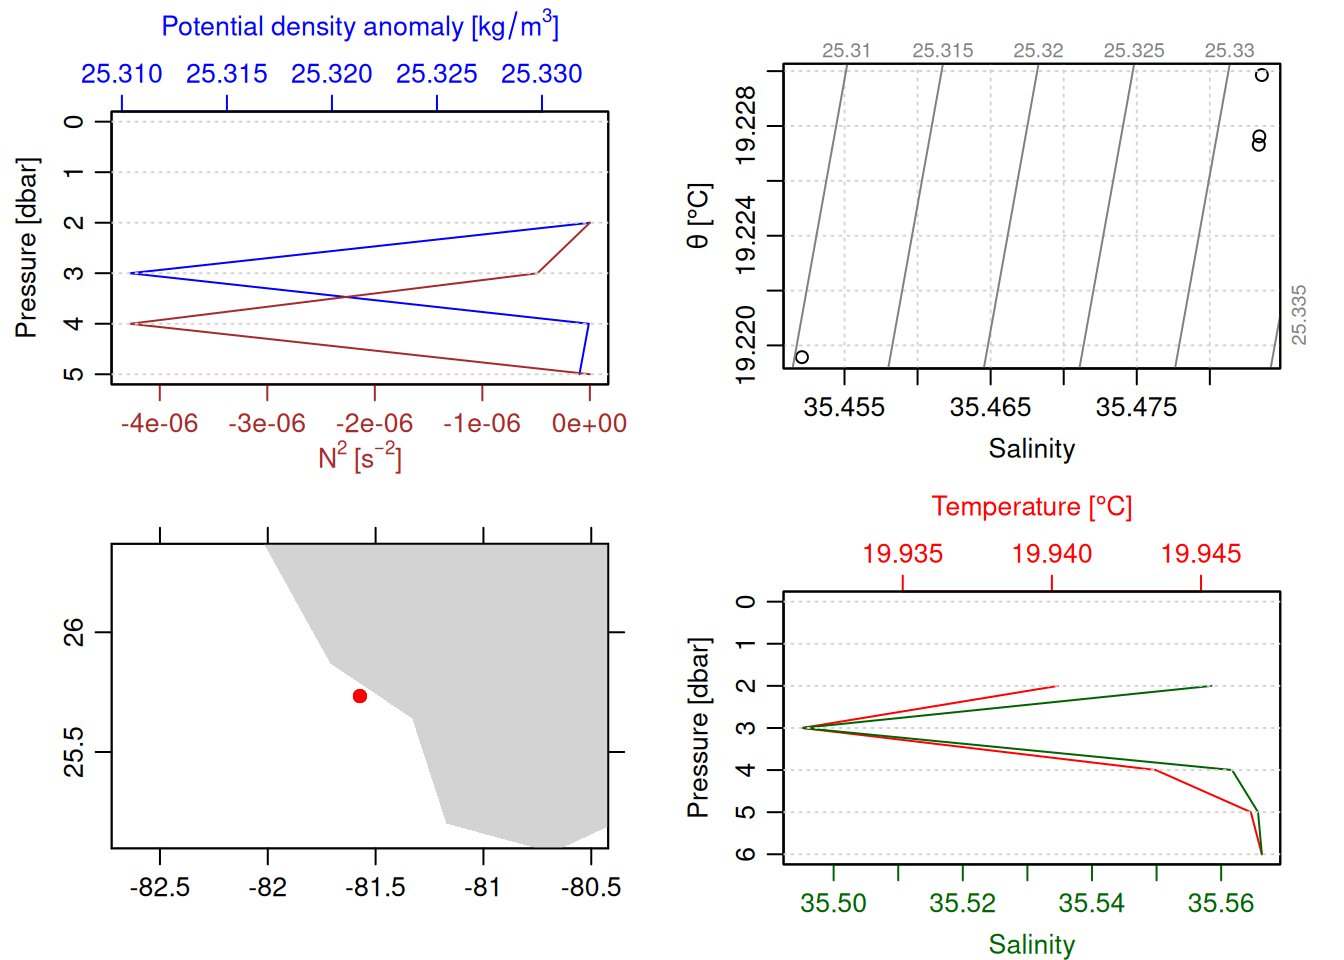 Potential density anomaly [kg/m³]
25.310 25.315 25.320 25.325 25.330
Pressure [dbar]
0
1
2
3
4
5
-4e-06 -3e-06 -2e-06 -1e-06 0e+00
N² [s⁻²]
25.31 25.315 25.32 25.325 25.33
θ [°C]
19.228
19.224
19.220
25.335
35.455 35.465 35.475
Salinity
26
25.5
-82.5 -82 -81.5 -81 -80.5
Temperature [°C]
19.935 19.940 19.945
Pressure [dbar]
0
1
2
3
4
5
6
35.50 35.52 35.54 35.56
Salinity